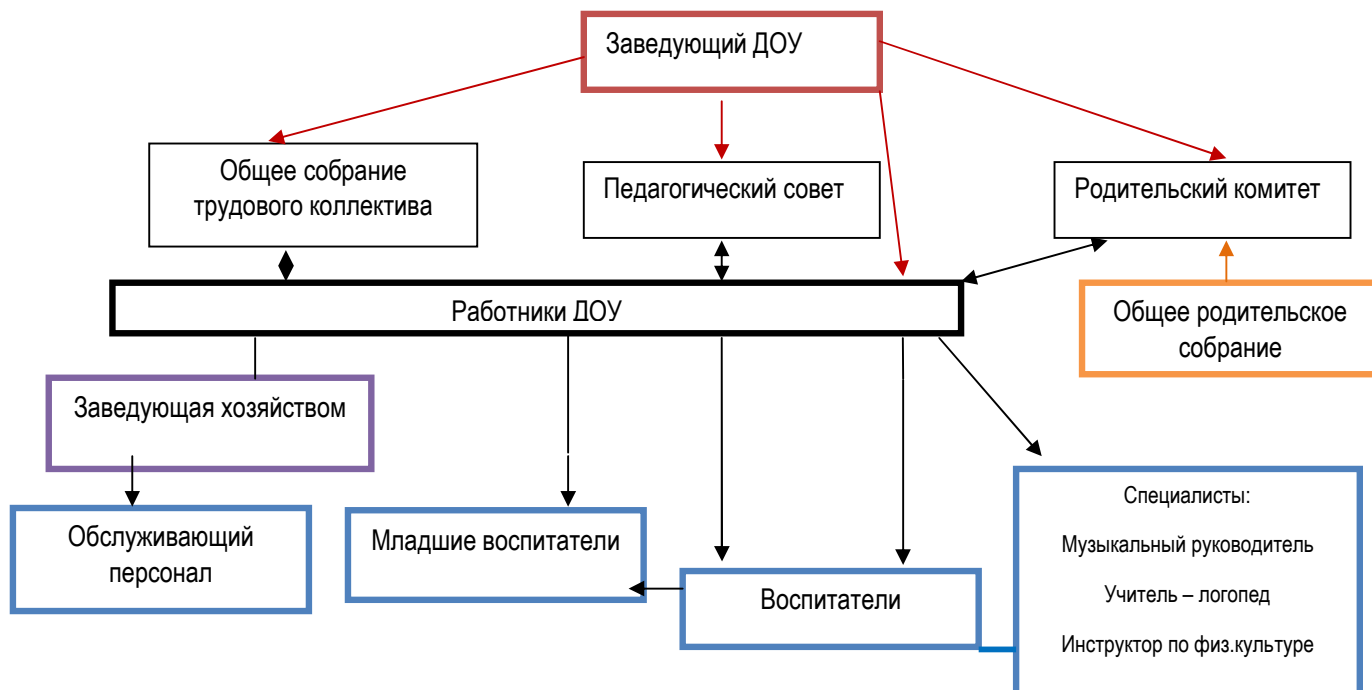 Заведующий ДОУ
Общее собрание
трудового коллектива
Педагогический совет
Родительский комитет
Работники ДОУ
Общее родительское
собрание
Заведующая хозяйством
Обслуживающий
персонал
Младшие воспитатели
Воспитатели
Специалисты:
Музыкальный руководитель
Учитель – логопед
Инструктор по физ.культуре